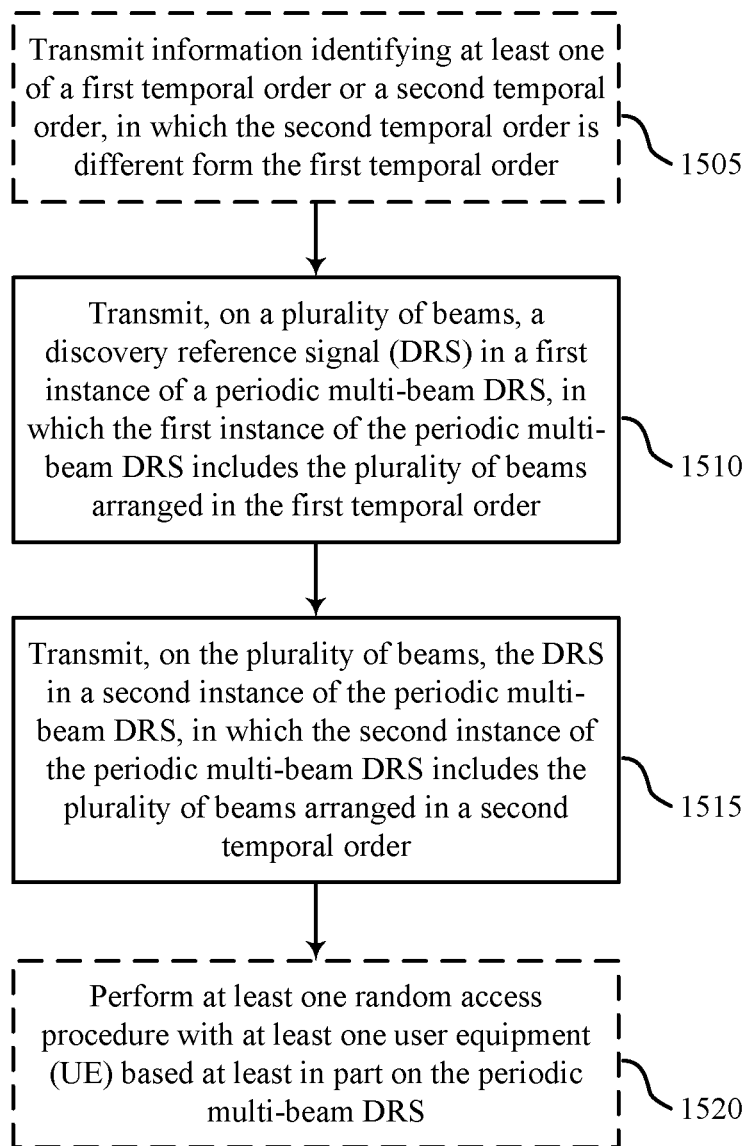 Transmit information identifying at least one
of a first temporal order or a second temporal
order, in which the second temporal order is
different form the first temporal order
1505
Transmit, on a plurality of beams, a
discovery reference signal (DRS) in a first
instance of a periodic multi-beam DRS, in
which the first instance of the periodic multi-
beam DRS includes the plurality of beams
arranged in the first temporal order
1510
Transmit, on the plurality of beams, the DRS
in a second instance of the periodic multi-
beam DRS, in which the second instance of
the periodic multi-beam DRS includes the
plurality of beams arranged in a second
temporal order
1515
Perform at least one random access
procedure with at least one user equipment
(UE) based at least in part on the periodic
multi-beam DRS
1520